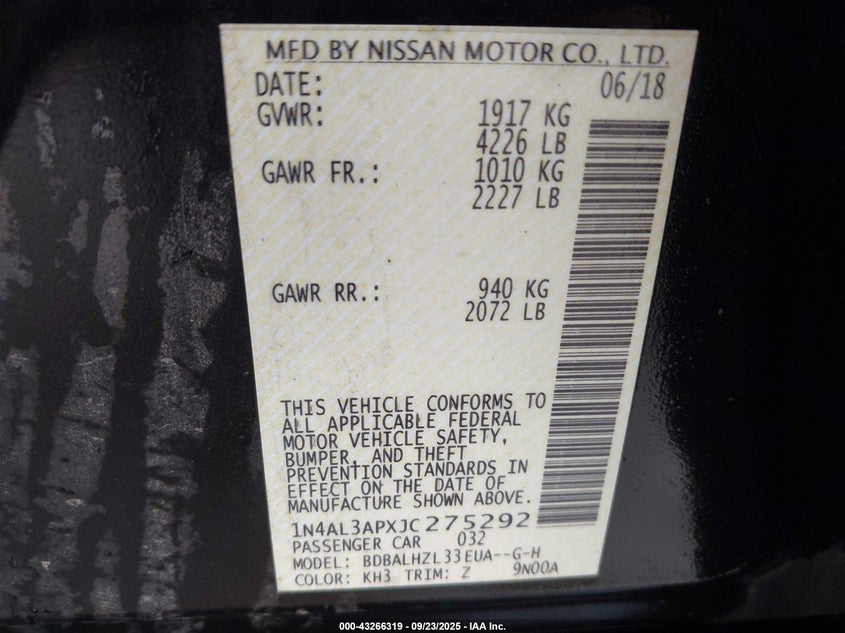 MFD BY NISSAN MOTOR CO., LTD.
DATE: 06/18
GVWR: 1917 KG
4226 LB
GAWR FR.: 1010 KG
2227 LB
GAWR RR.: 940 KG
2072 LB
THIS VEHICLE CONFORMS TO
ALL APPLICABLE FEDERAL
MOTOR VEHICLE SAFETY,
BUMPER, AND THEFT
PREVENTION STANDARDS IN
EFFECT ON THE DATE OF
MANUFACTURE SHOWN ABOVE.
1N4AL3APXJC275292
PASSENGER CAR 032
MODEL: BDBALHZL33EUA--G-H
COLOR: KH3 TRIM: Z 9N00A
000-43266319 - 09/23/2025 - IAA Inc.